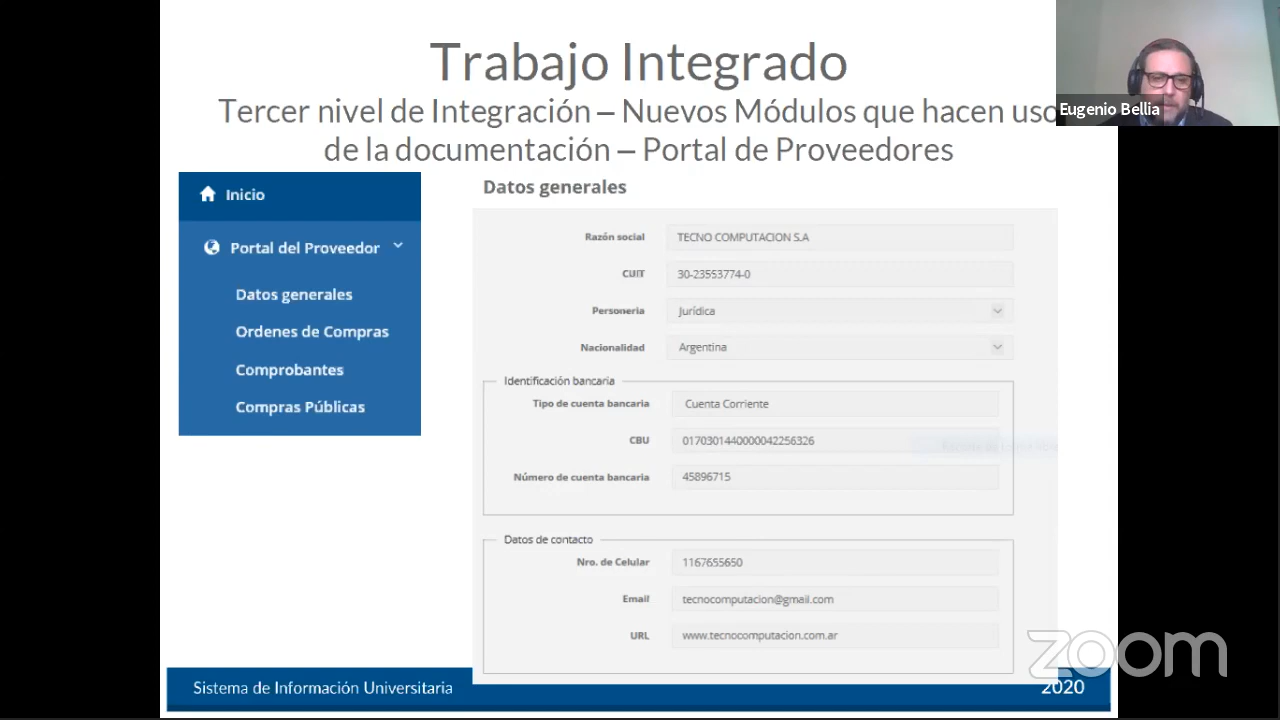 Trabajo Integrado
Tercer nivel de Integración – Nuevos Módulos que hacen uso
de la documentación – Portal de Proveedores
Eugenio Bellia
Inicio
Portal del Proveedor
Datos generales
Ordenes de Compras
Comprobantes
Compras Públicas
Datos generales
Razón social TECNO COMPUTACION S.A
CUIT 30-23553774-0
Personeria Jurídica
Nacionalidad Argentina
Identificación bancaria
Tipo de cuenta bancaria Cuenta Corriente
CBU 0170301440000042256326
Número de cuenta bancaria 45896715
Datos de contacto
Nro. de Celular 1167655650
Email tecnocomputacion@gmail.com
URL www.tecnocomputacion.com.ar
Sistema de Información Universitaria
2020
zoom